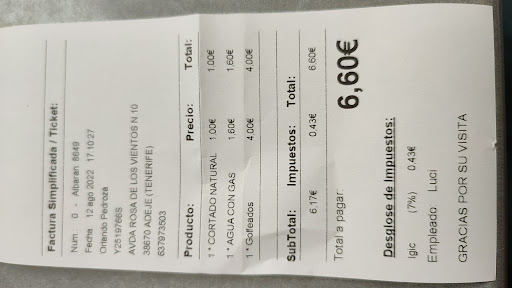 Factura Simplificada / Ticket:
Num 0 - Albaran 8649
Fecha 12 ago 2022 17:10:27
Orlando Pedroza
Y2519766S
AVDA ROSA DE LOS VIENTOS N 10
38670 ADEJE (TENERIFE)
637973503
Producto: Precio: Total:
1 * CORTADO NATURAL 1.00€ 1.00€
1 * AGUA CON GAS 1.60€ 1.60€
1 * Golfeados 4.00€ 4.00€
SubTotal: Impuestos: Total:
6.17€ 0.43€ 6.60€
Total a pagar: 6,60€
Desglose de Impuestos:
Igic (7%) 0.43€
Empleado Luci
GRACIAS POR SU VISITA